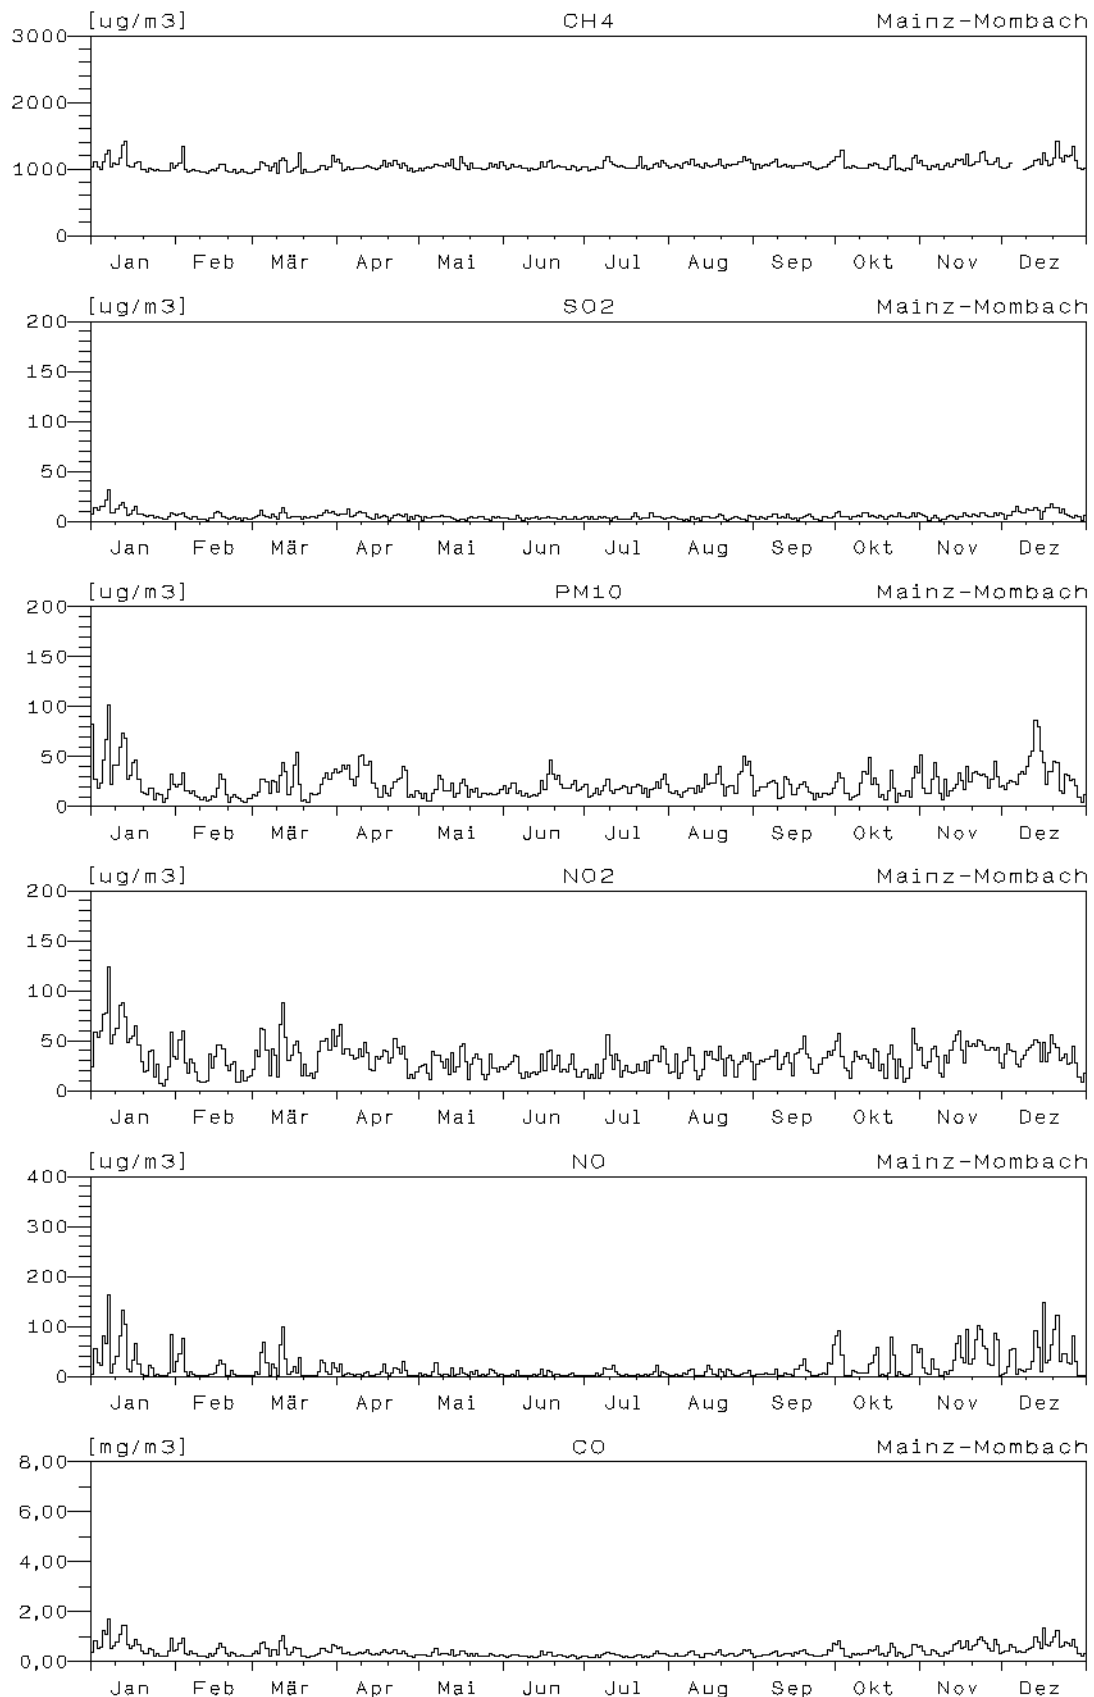 [ug/m3] CH4 Mainz-Mombach
3000
2000
1000
0
Jan Feb Mär Apr Mai Jun Jul Aug Sep Okt Nov Dez
[ug/m3] SO2 Mainz-Mombach
200
150
100
50
0
Jan Feb Mär Apr Mai Jun Jul Aug Sep Okt Nov Dez
[ug/m3] PM10 Mainz-Mombach
200
150
100
50
0
Jan Feb Mär Apr Mai Jun Jul Aug Sep Okt Nov Dez
[ug/m3] NO2 Mainz-Mombach
200
150
100
50
0
Jan Feb Mär Apr Mai Jun Jul Aug Sep Okt Nov Dez
[ug/m3] NO Mainz-Mombach
400
300
200
100
0
Jan Feb Mär Apr Mai Jun Jul Aug Sep Okt Nov Dez
[mg/m3] CO Mainz-Mombach
8,00
6,00
4,00
2,00
0,00
Jan Feb Mär Apr Mai Jun Jul Aug Sep Okt Nov Dez